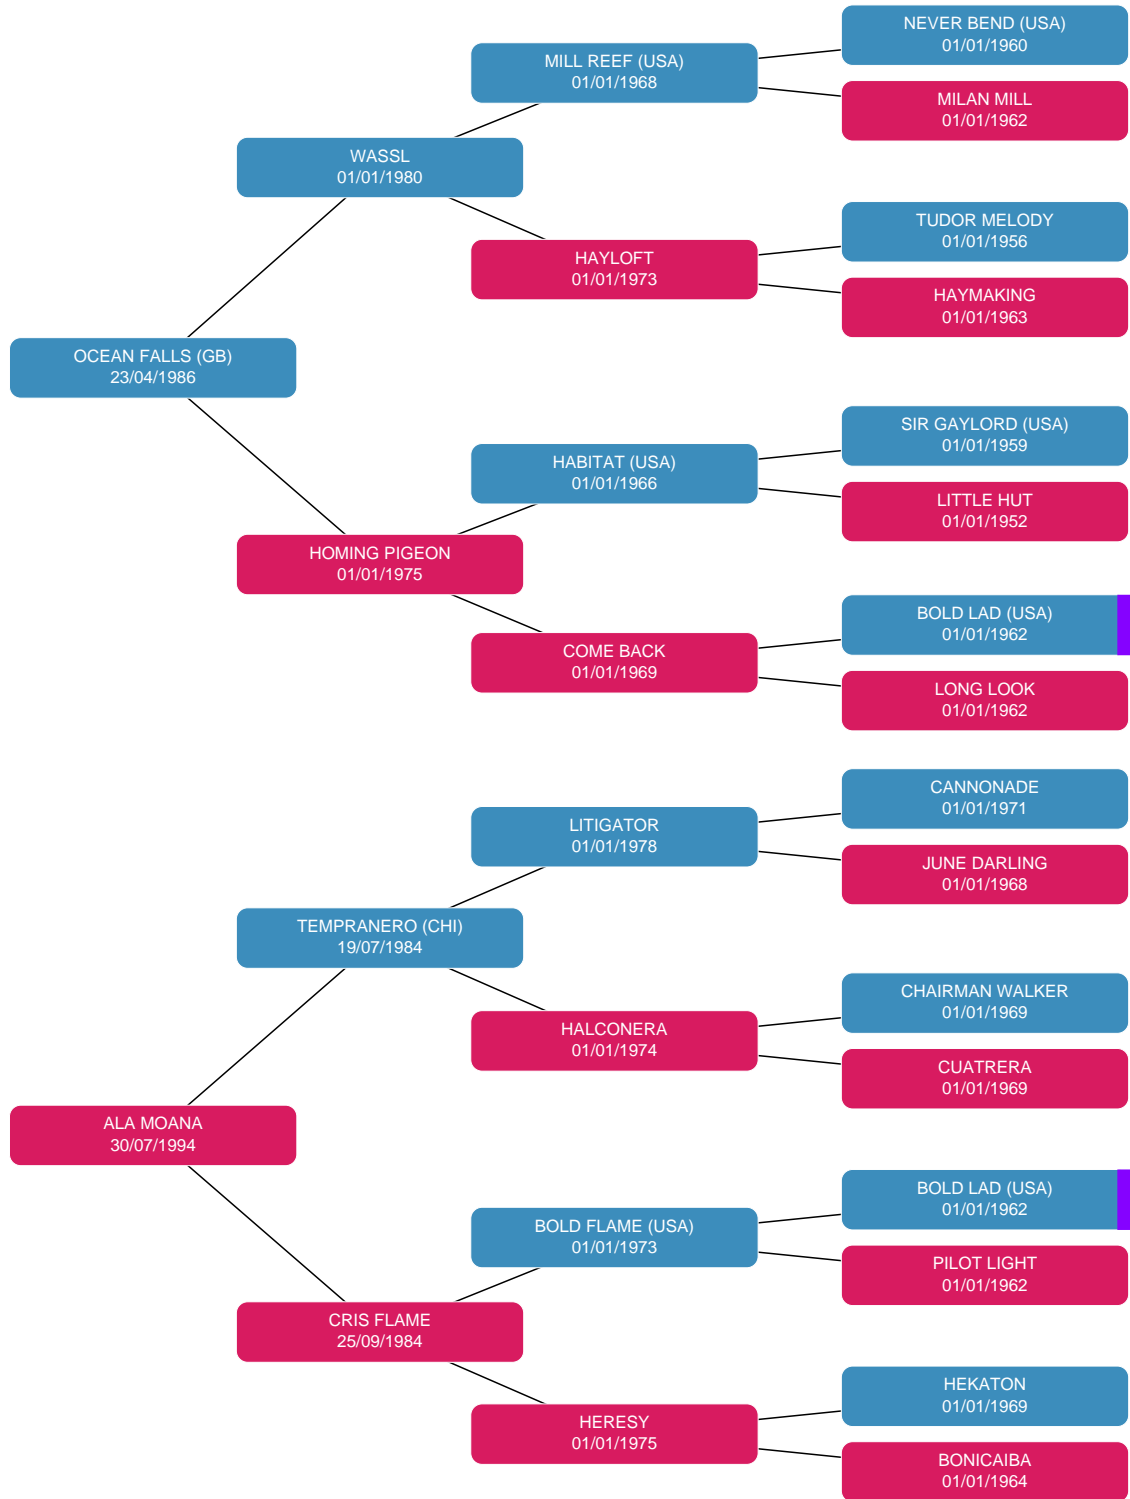 NEVER BEND (USA)
01/01/1960
MILL REEF (USA)
01/01/1968
MILAN MILL
01/01/1962
WASSL
01/01/1980
TUDOR MELODY
01/01/1956
HAYLOFT
01/01/1973
HAYMAKING
01/01/1963
OCEAN FALLS (GB)
23/04/1986
SIR GAYLORD (USA)
01/01/1959
HABITAT (USA)
01/01/1966
LITTLE HUT
01/01/1952
HOMING PIGEON
01/01/1975
BOLD LAD (USA)
01/01/1962
COME BACK
01/01/1969
LONG LOOK
01/01/1962
CANNONADE
01/01/1971
LITIGATOR
01/01/1978
JUNE DARLING
01/01/1968
TEMPRANERO (CHI)
19/07/1984
CHAIRMAN WALKER
01/01/1969
HALCONERA
01/01/1974
CUATRERA
01/01/1969
ALA MOANA
30/07/1994
BOLD LAD (USA)
01/01/1962
BOLD FLAME (USA)
01/01/1973
PILOT LIGHT
01/01/1962
CRIS FLAME
25/09/1984
HEKATON
01/01/1969
HERESY
01/01/1975
BONICAIBA
01/01/1964